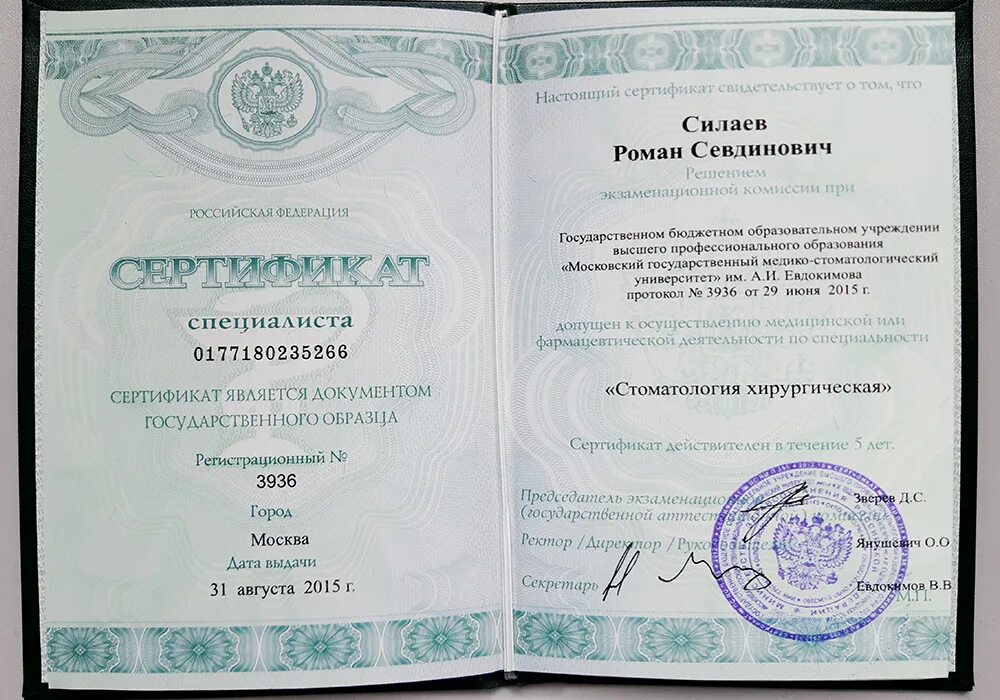 РОССИЙСКАЯ ФЕДЕРАЦИЯ
СЕРТИФИКАТ
специалиста
0177180235266
СЕРТИФИКАТ ЯВЛЯЕТСЯ ДОКУМЕНТОМ
ГОСУДАРСТВЕННОГО ОБРАЗЦА
Регистрационный №
3936
Город
Москва
Дата выдачи
31 августа 2015 г.
Настоящий сертификат свидетельствует о том, что
Силаев
Роман Севдинович
Решением
экзаменационной комиссии при
Государственном бюджетном образовательном учреждении
высшего профессионального образования
«Московский государственный медико-стоматологический
университет» им. А.И. Евдокимова
протокол № 3936 от 29 июня 2015 г.
допущен к осуществлению медицинской или
фармацевтической деятельности по специальности
«Стоматология хирургическая»
Сертификат действителен в течение 5 лет.
Председатель экзаменационной Зверев Д.С.
(государственной
Ректор / Директор / Руководитель Янушевич О.О
Секретарь Евдокимов В.В
М.П.